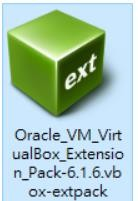 ext
Oracle_VM_Virt
ualBox_Extensio
n_Pack-6.1.6.vb
ox-extpack